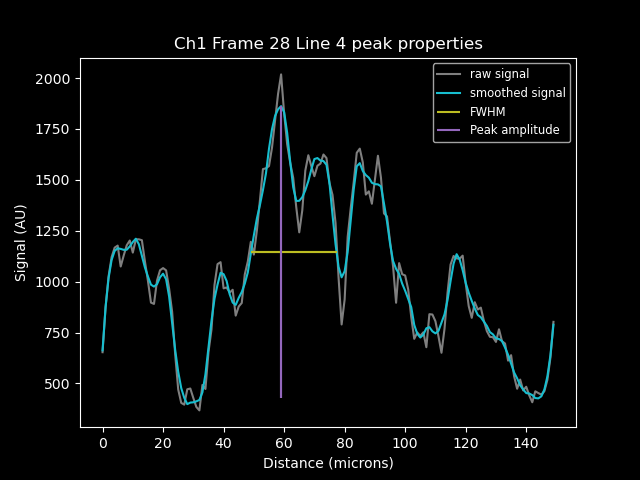 Ch1 Frame 28 Line 4 peak properties
raw signal
smoothed signal
FWHM
Peak amplitude
Signal (AU)
2000
1750
1500
1250
1000
750
500
0 20 40 60 80 100 120 140
Distance (microns)